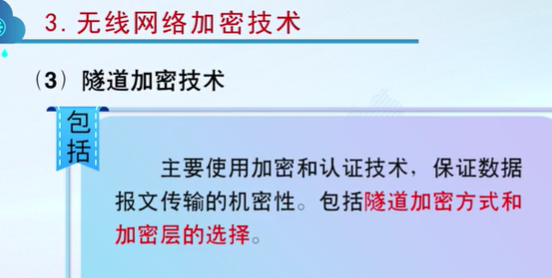 3.无线网络加密技术
（3）隧道加密技术
包
括
主要使用加密和认证技术，保证数据
报文传输的机密性。包括隧道加密方式和
加密层的选择。